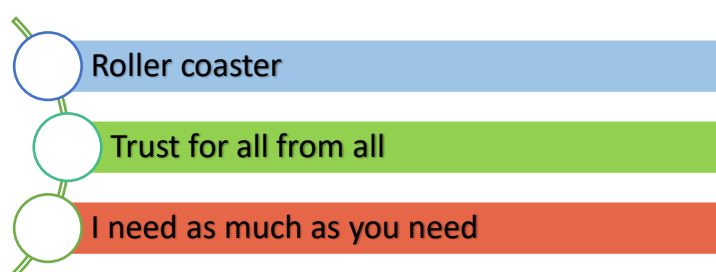 Roller coaster
Trust for all from all
I need as much as you need